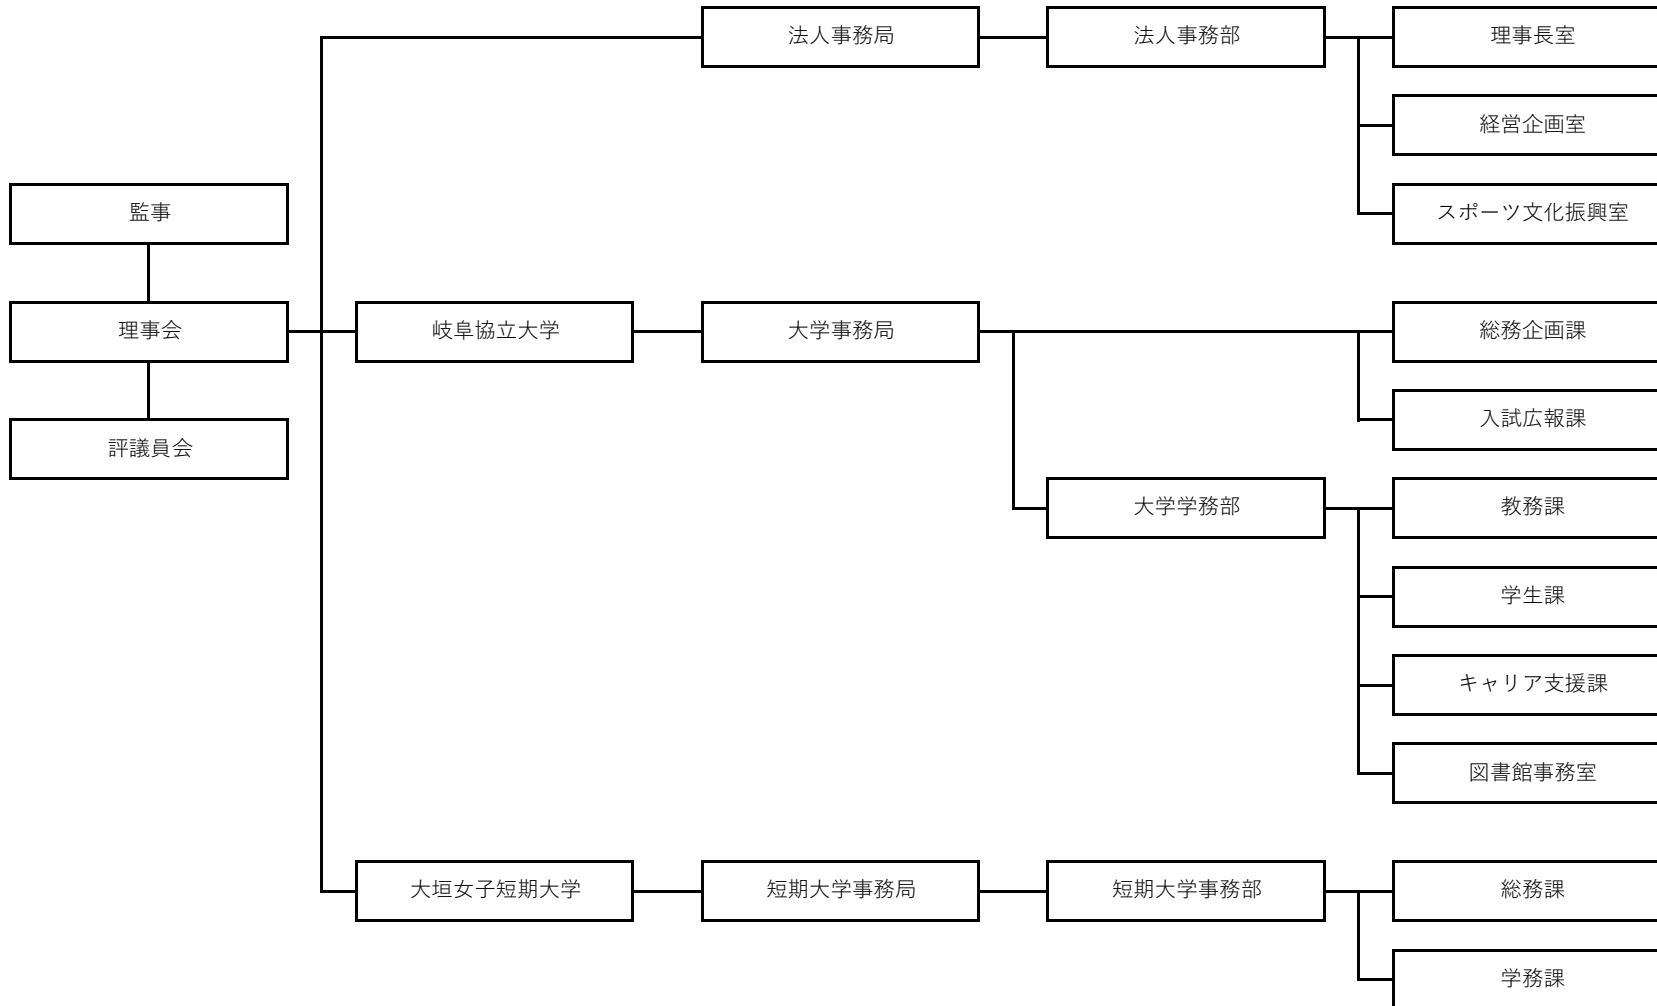 法人事務局
法人事務部
理事長室
経営企画室
監事
スポーツ文化振興室
理事会
岐阜協立大学
大学事務局
総務企画課
入試広報課
評議員会
大学学務部
教務課
学生課
キャリア支援課
図書館事務室
大垣女子短期大学
短期大学事務局
短期大学事務部
総務課
学務課